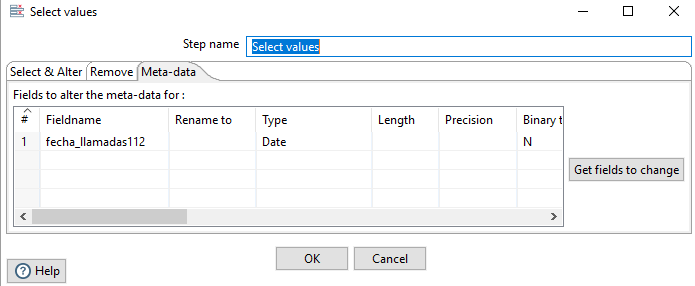 Select values
Step name Select values
Select & Alter Remove Meta-data
Fields to alter the meta-data for :
# Fieldname Rename to Type Length Precision Binary t
1 fecha_llamadas112 Date N
Get fields to change
OK Cancel
Help